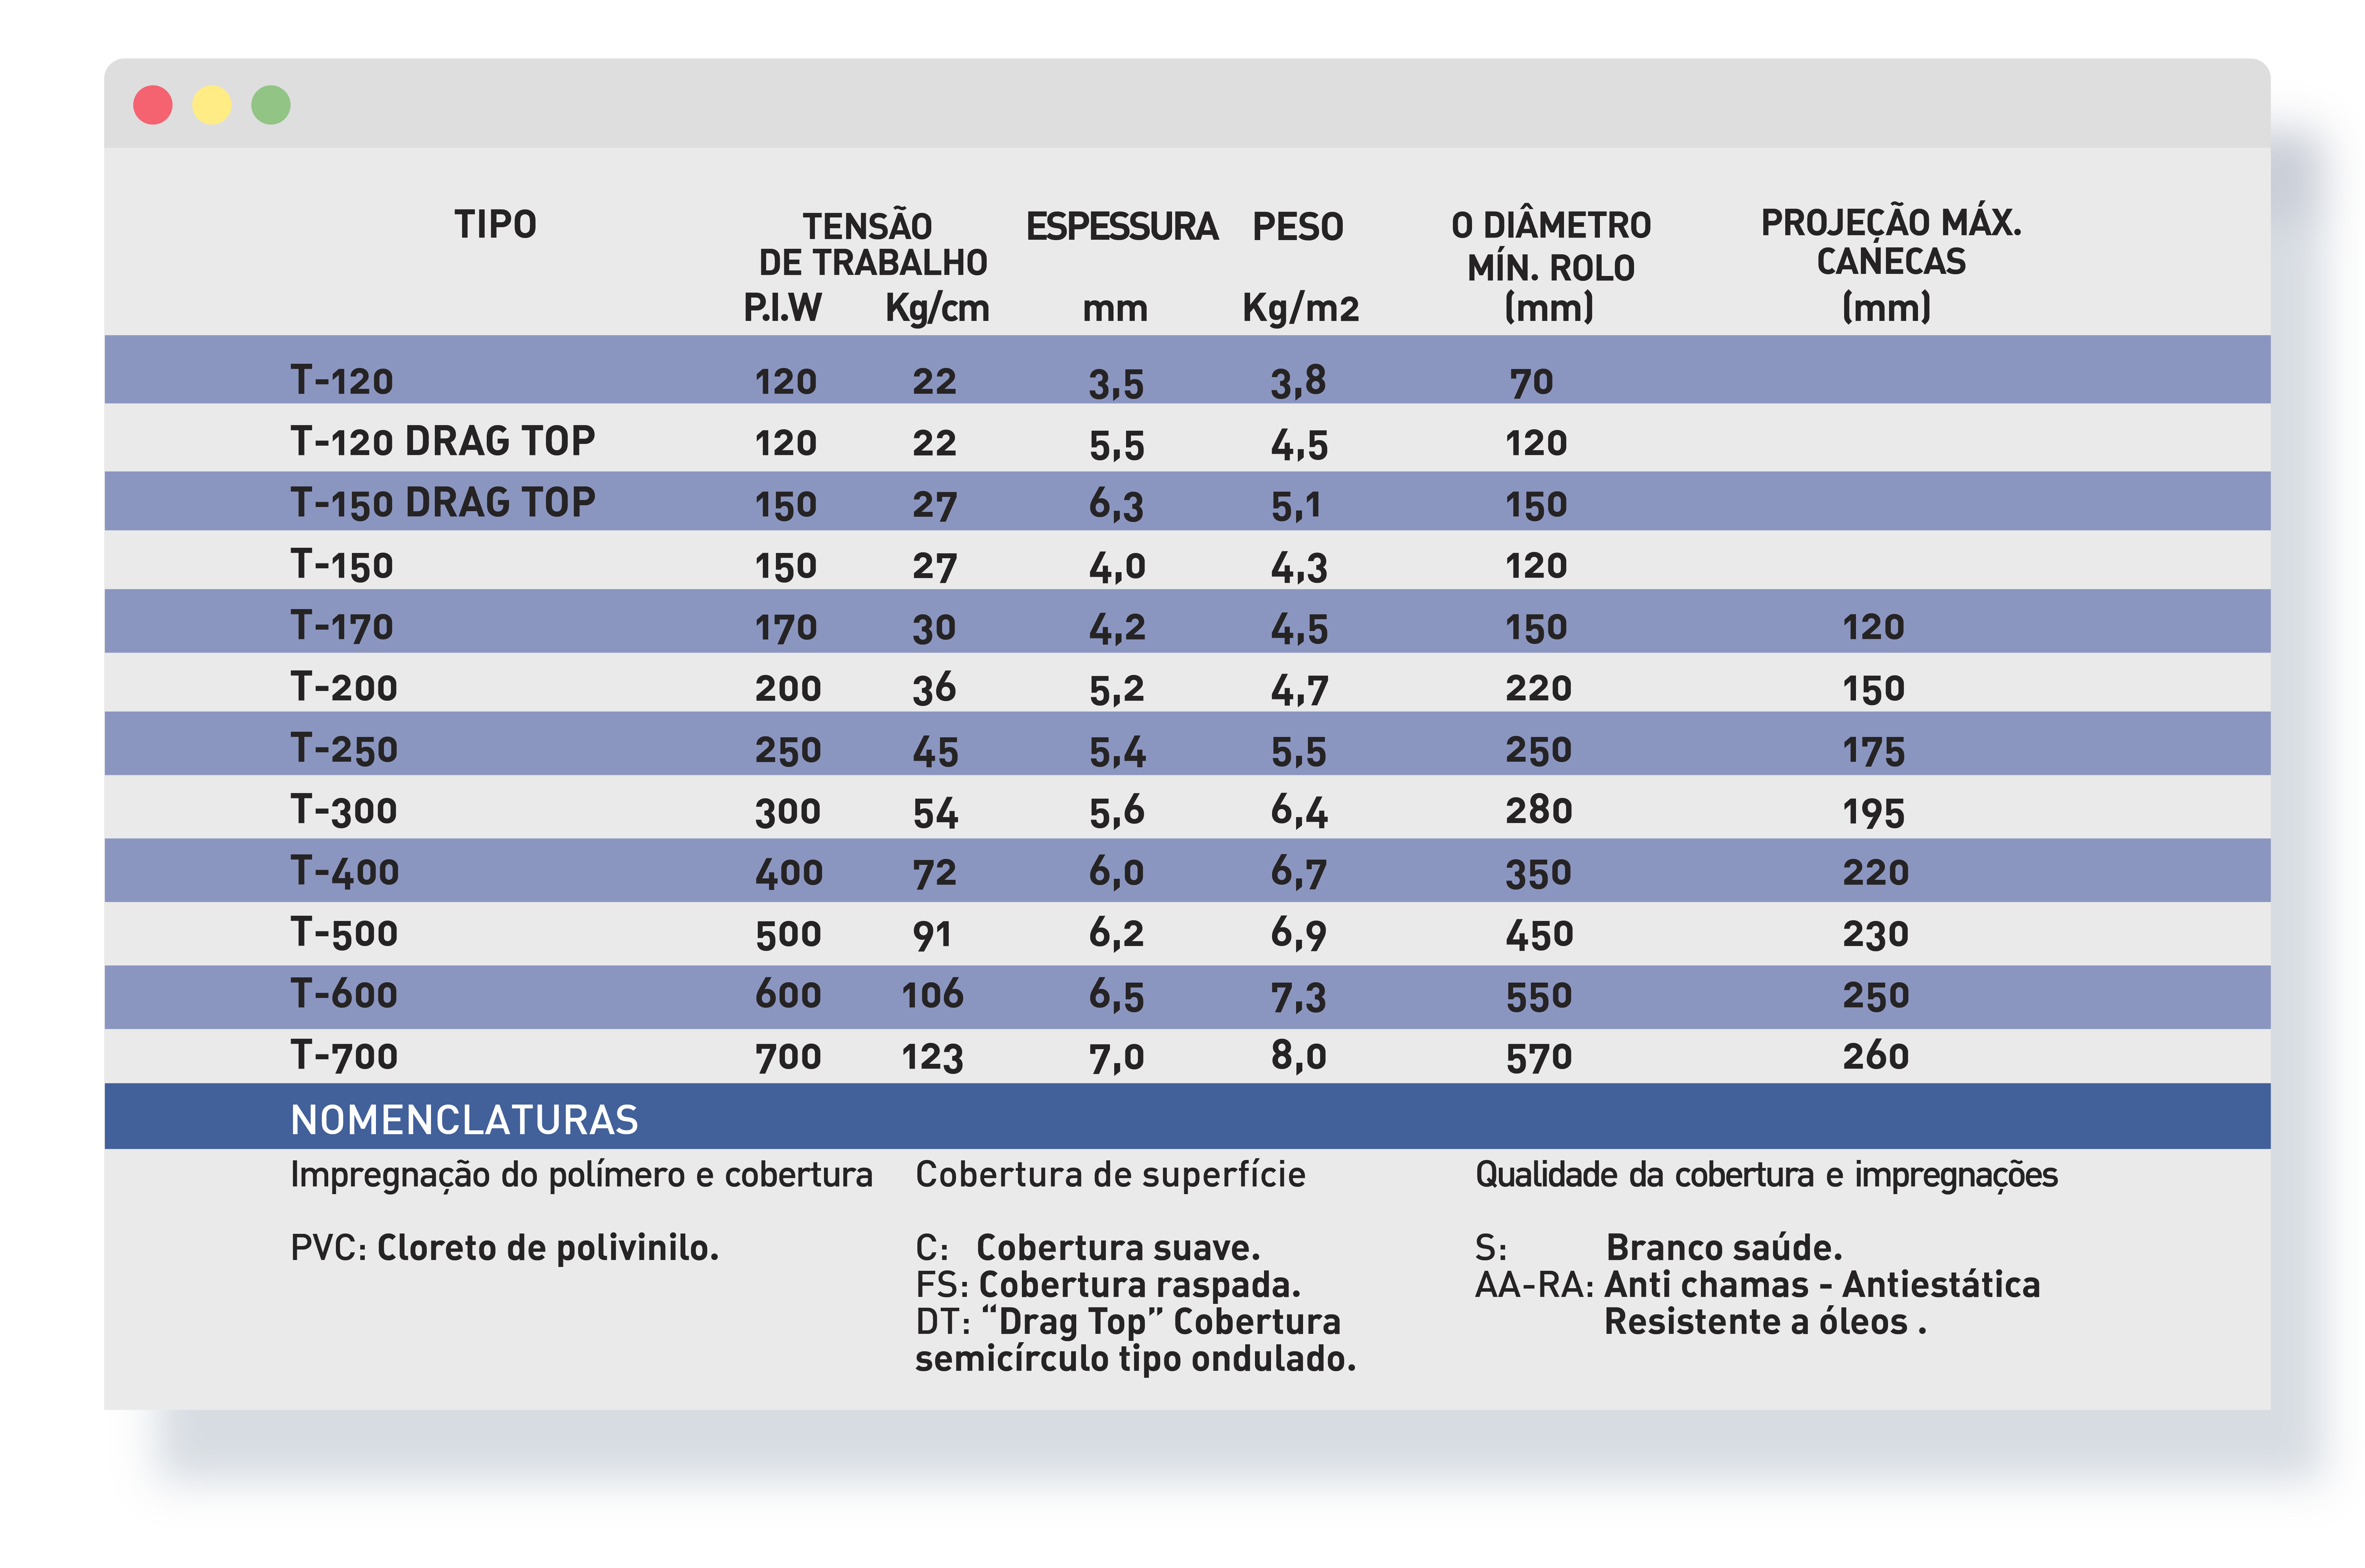 TIPO TENSÃO ESPESSURA PESO O DIÂMETRO PROJEÇÃO MÁX.
DE TRABALHO MÍN. ROLO CANECAS
P.I.W Kg/cm mm Kg/m2 (mm) (mm)
T-120 120 22 3,5 3,8 70
T-120 DRAG TOP 120 22 5,5 4,5 120
T-150 DRAG TOP 150 27 6,3 5,1 150
T-150 150 27 4,0 4,3 120
T-170 170 30 4,2 4,5 150 120
T-200 200 36 5,2 4,7 220 150
T-250 250 45 5,4 5,5 250 175
T-300 300 54 5,6 6,4 280 195
T-400 400 72 6,0 6,7 350 220
T-500 500 91 6,2 6,9 450 230
T-600 600 106 6,5 7,3 550 250
T-700 700 123 7,0 8,0 570 260
NOMENCLATURAS
Impregnação do polímero e cobertura
PVC: Cloreto de polivinilo.
Cobertura de superfície
C: Cobertura suave.
FS: Cobertura raspada.
DT: “Drag Top” Cobertura
semicírculo tipo ondulado.
Qualidade da cobertura e impregnações
S: Branco saúde.
AA-RA: Anti chamas - Antiestática
Resistente a óleos .